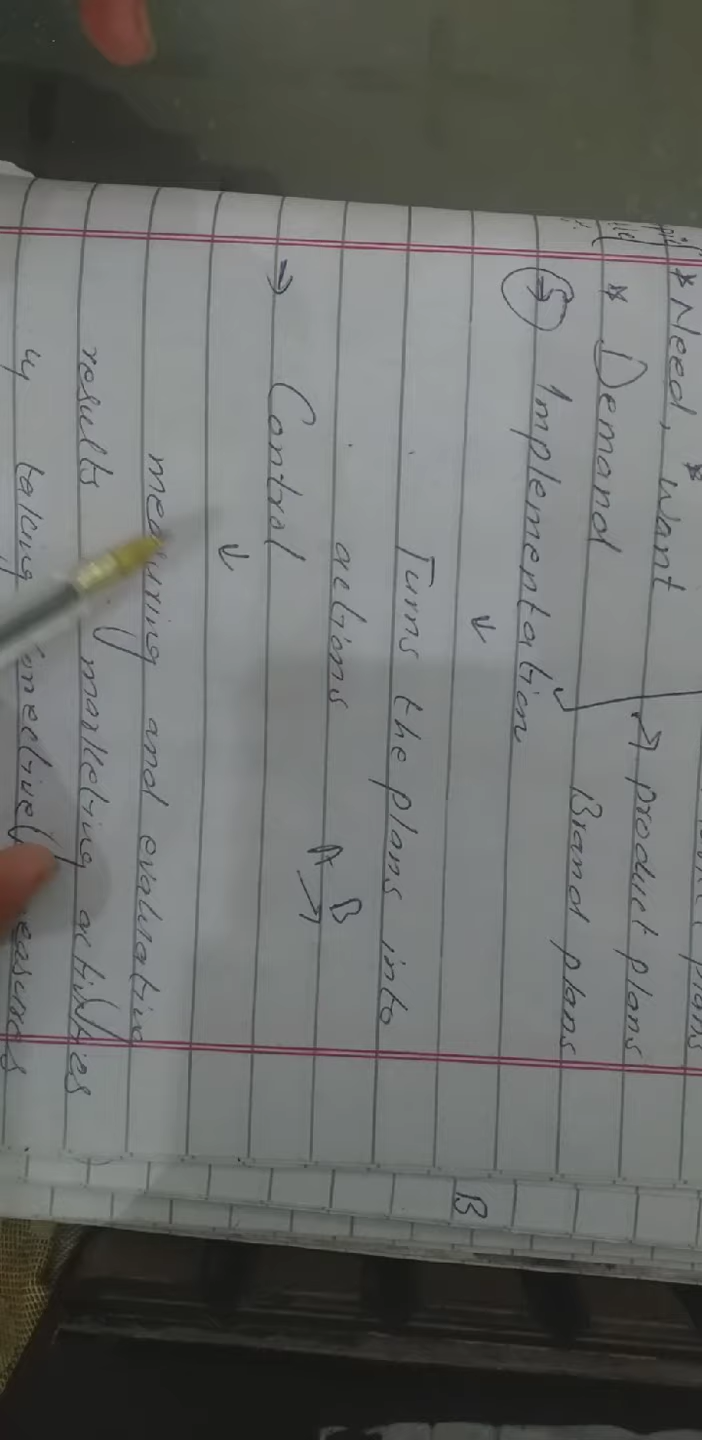 plans
* Need, want → product plans
* Demand Brand plans
⑤ Implementation
↓
Turns the plans into
actions A → B
→ Control
↓
measuring and evaluating
results marketing activities
taking
B